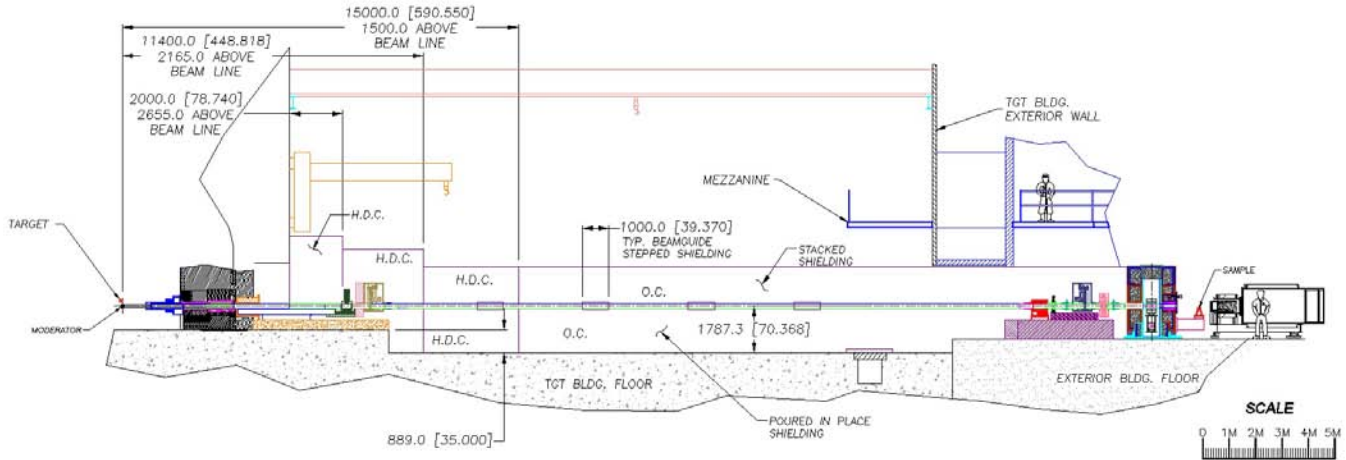 15000.0 [590.550]
1500.0 ABOVE
BEAM LINE
11400.0 [448.818]
2165.0 ABOVE
BEAM LINE
2000.0 [78.740]
2655.0 ABOVE
BEAM LINE
TGT BLDG.
EXTERIOR WALL
MEZZANINE
TARGET
H.D.C.
1000.0 [39.370]
TYP. BEAMGUIDE
STEPPED SHIELDING
STACKED
SHIELDING
H.D.C.
H.D.C.
O.C.
SAMPLE
MODERATOR
H.D.C.
O.C.
1787.3 [70.368]
TGT BLDG. FLOOR
EXTERIOR BLDG. FLOOR
POURED IN PLACE
SHIELDING
889.0 [35.000]
SCALE
0 1M 2M 3M 4M 5M